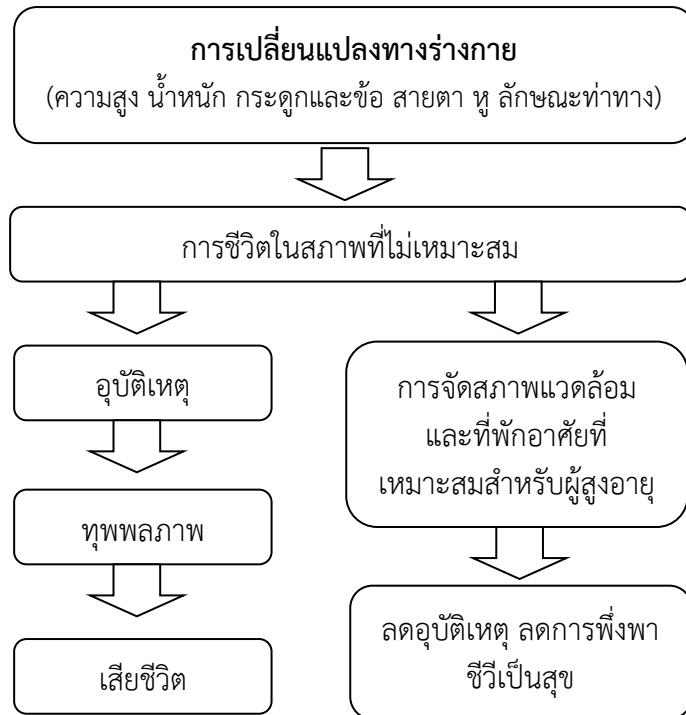 การเปลี่ยนแปลงทางร่างกาย
(ความสูง น้ำหนัก กระดูกและข้อ สายตา หู ลักษณะท่าทาง)
การชีวิตในสภาพที่ไม่เหมาะสม
อุบัติเหตุ
ทุพพลภาพ
เสียชีวิต
การจัดสภาพแวดล้อม
และที่พักอาศัยที่
เหมาะสมสำหรับผู้สูงอายุ
ลดอุบัติเหตุ ลดการพึ่งพา
ชีวีเป็นสุข